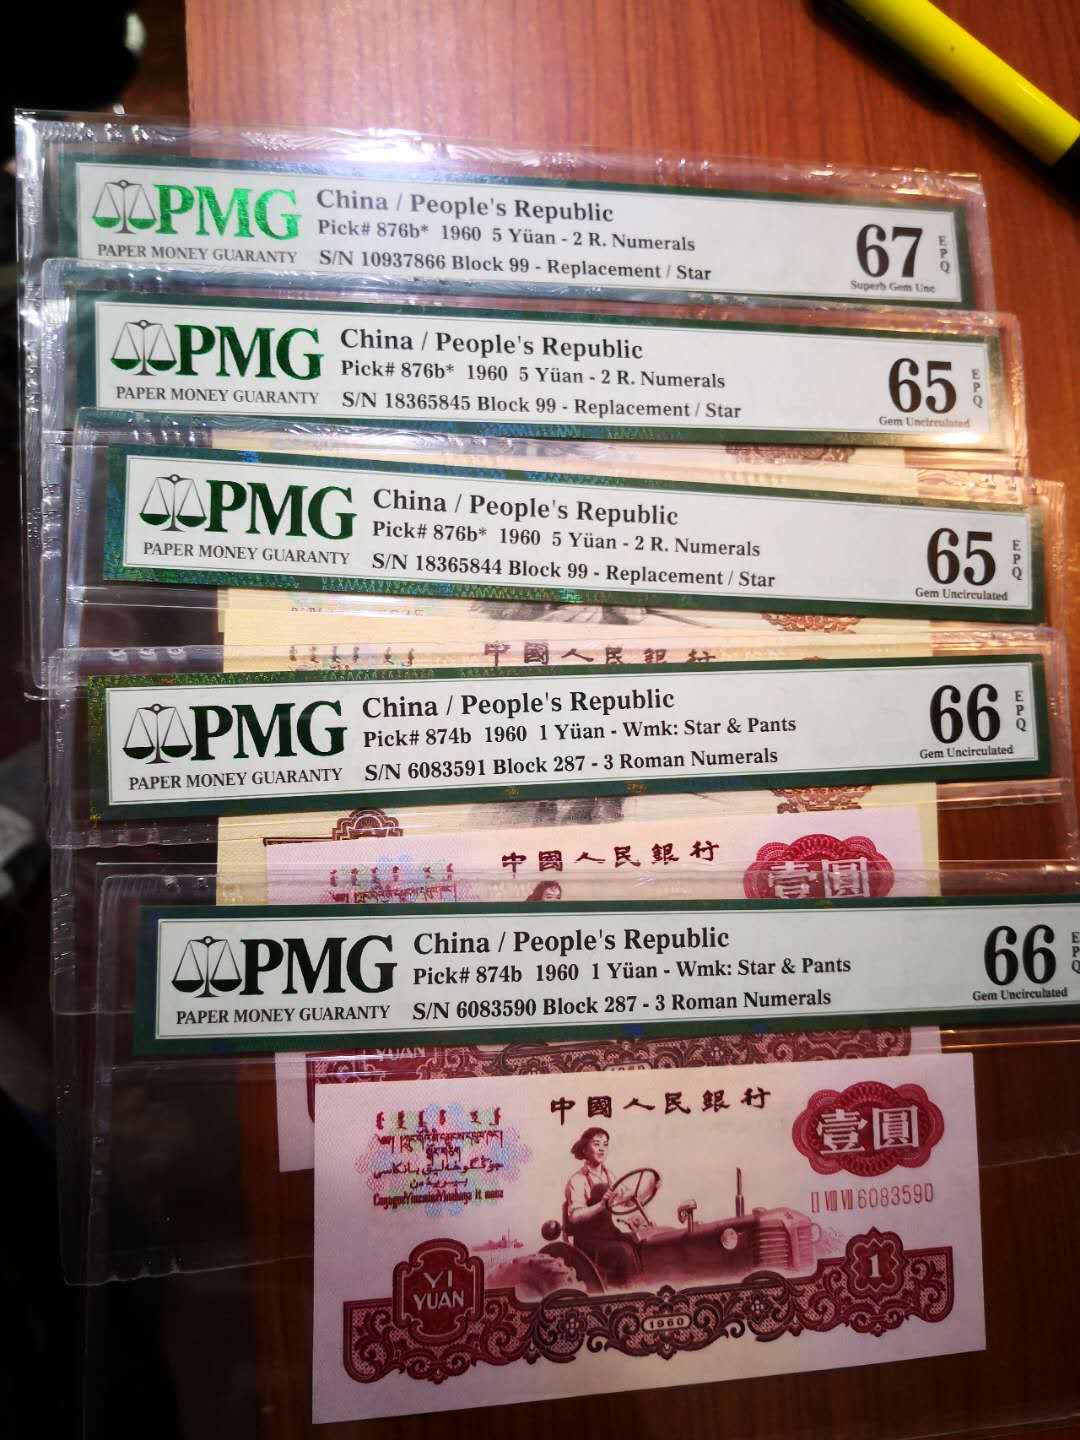 PMG
PAPER MONEY GUARANTY
China / People's Republic
Pick# 876b* 1960 5 Yüan - 2 R. Numerals
S/N 10937866 Block 99 - Replacement / Star
67
EPQ
Superb Gem Unc
PMG
PAPER MONEY GUARANTY
China / People's Republic
Pick# 876b* 1960 5 Yüan - 2 R. Numerals
S/N 18365845 Block 99 - Replacement / Star
65
EPQ
Gem Uncirculated
PMG
PAPER MONEY GUARANTY
China / People's Republic
Pick# 876b* 1960 5 Yüan - 2 R. Numerals
S/N 18365844 Block 99 - Replacement / Star
65
EPQ
Gem Uncirculated
中國人民銀行
PMG
PAPER MONEY GUARANTY
China / People's Republic
Pick# 874b 1960 1 Yüan - Wmk: Star & Pants
S/N 6083591 Block 287 - 3 Roman Numerals
66
EPQ
Gem Uncirculated
中國人民銀行
壹圓
PMG
PAPER MONEY GUARANTY
China / People's Republic
Pick# 874b 1960 1 Yüan - Wmk: Star & Pants
S/N 6083590 Block 287 - 3 Roman Numerals
66
EPQ
Gem Uncirculated
YUAN
中國人民銀行
壹圓
II VIII VII 6083590
YI
YUAN
1
1960